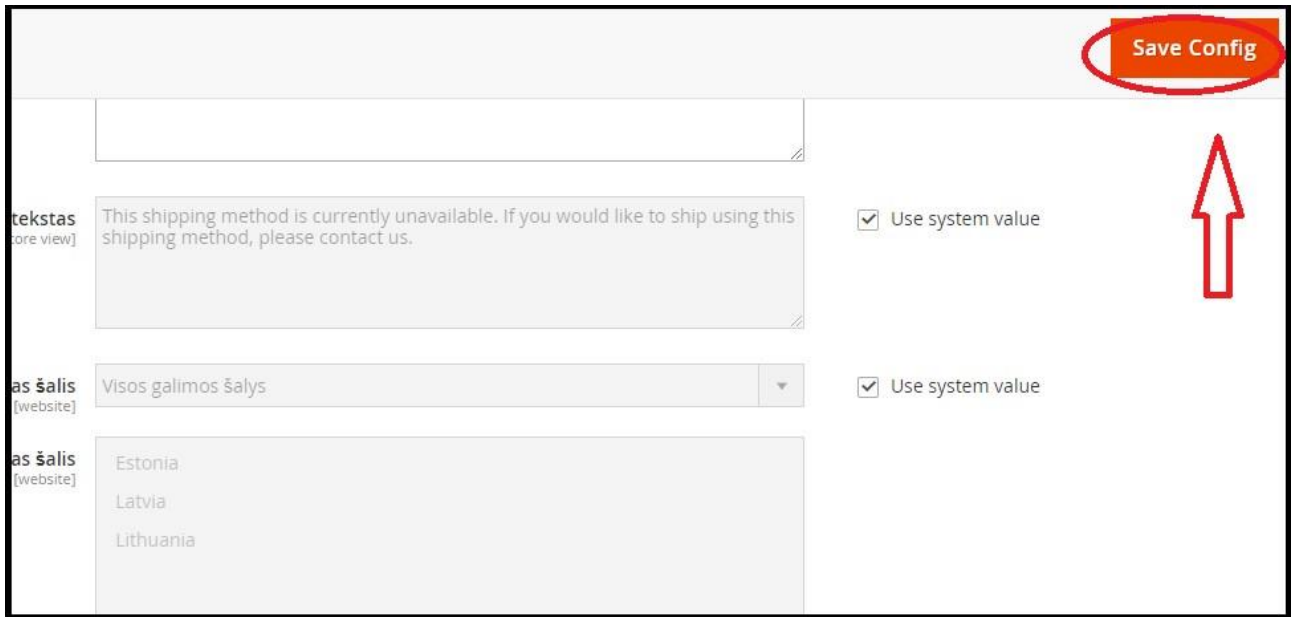 Save Config
tekstas
This shipping method is currently unavailable. If you would like to ship using this
shipping method, please contact us.
Use system value
ore view]
as šalis
Visos galimos šalys
Use system value
[website]
as šalis
[website]
Estonia
Latvia
Lithuania